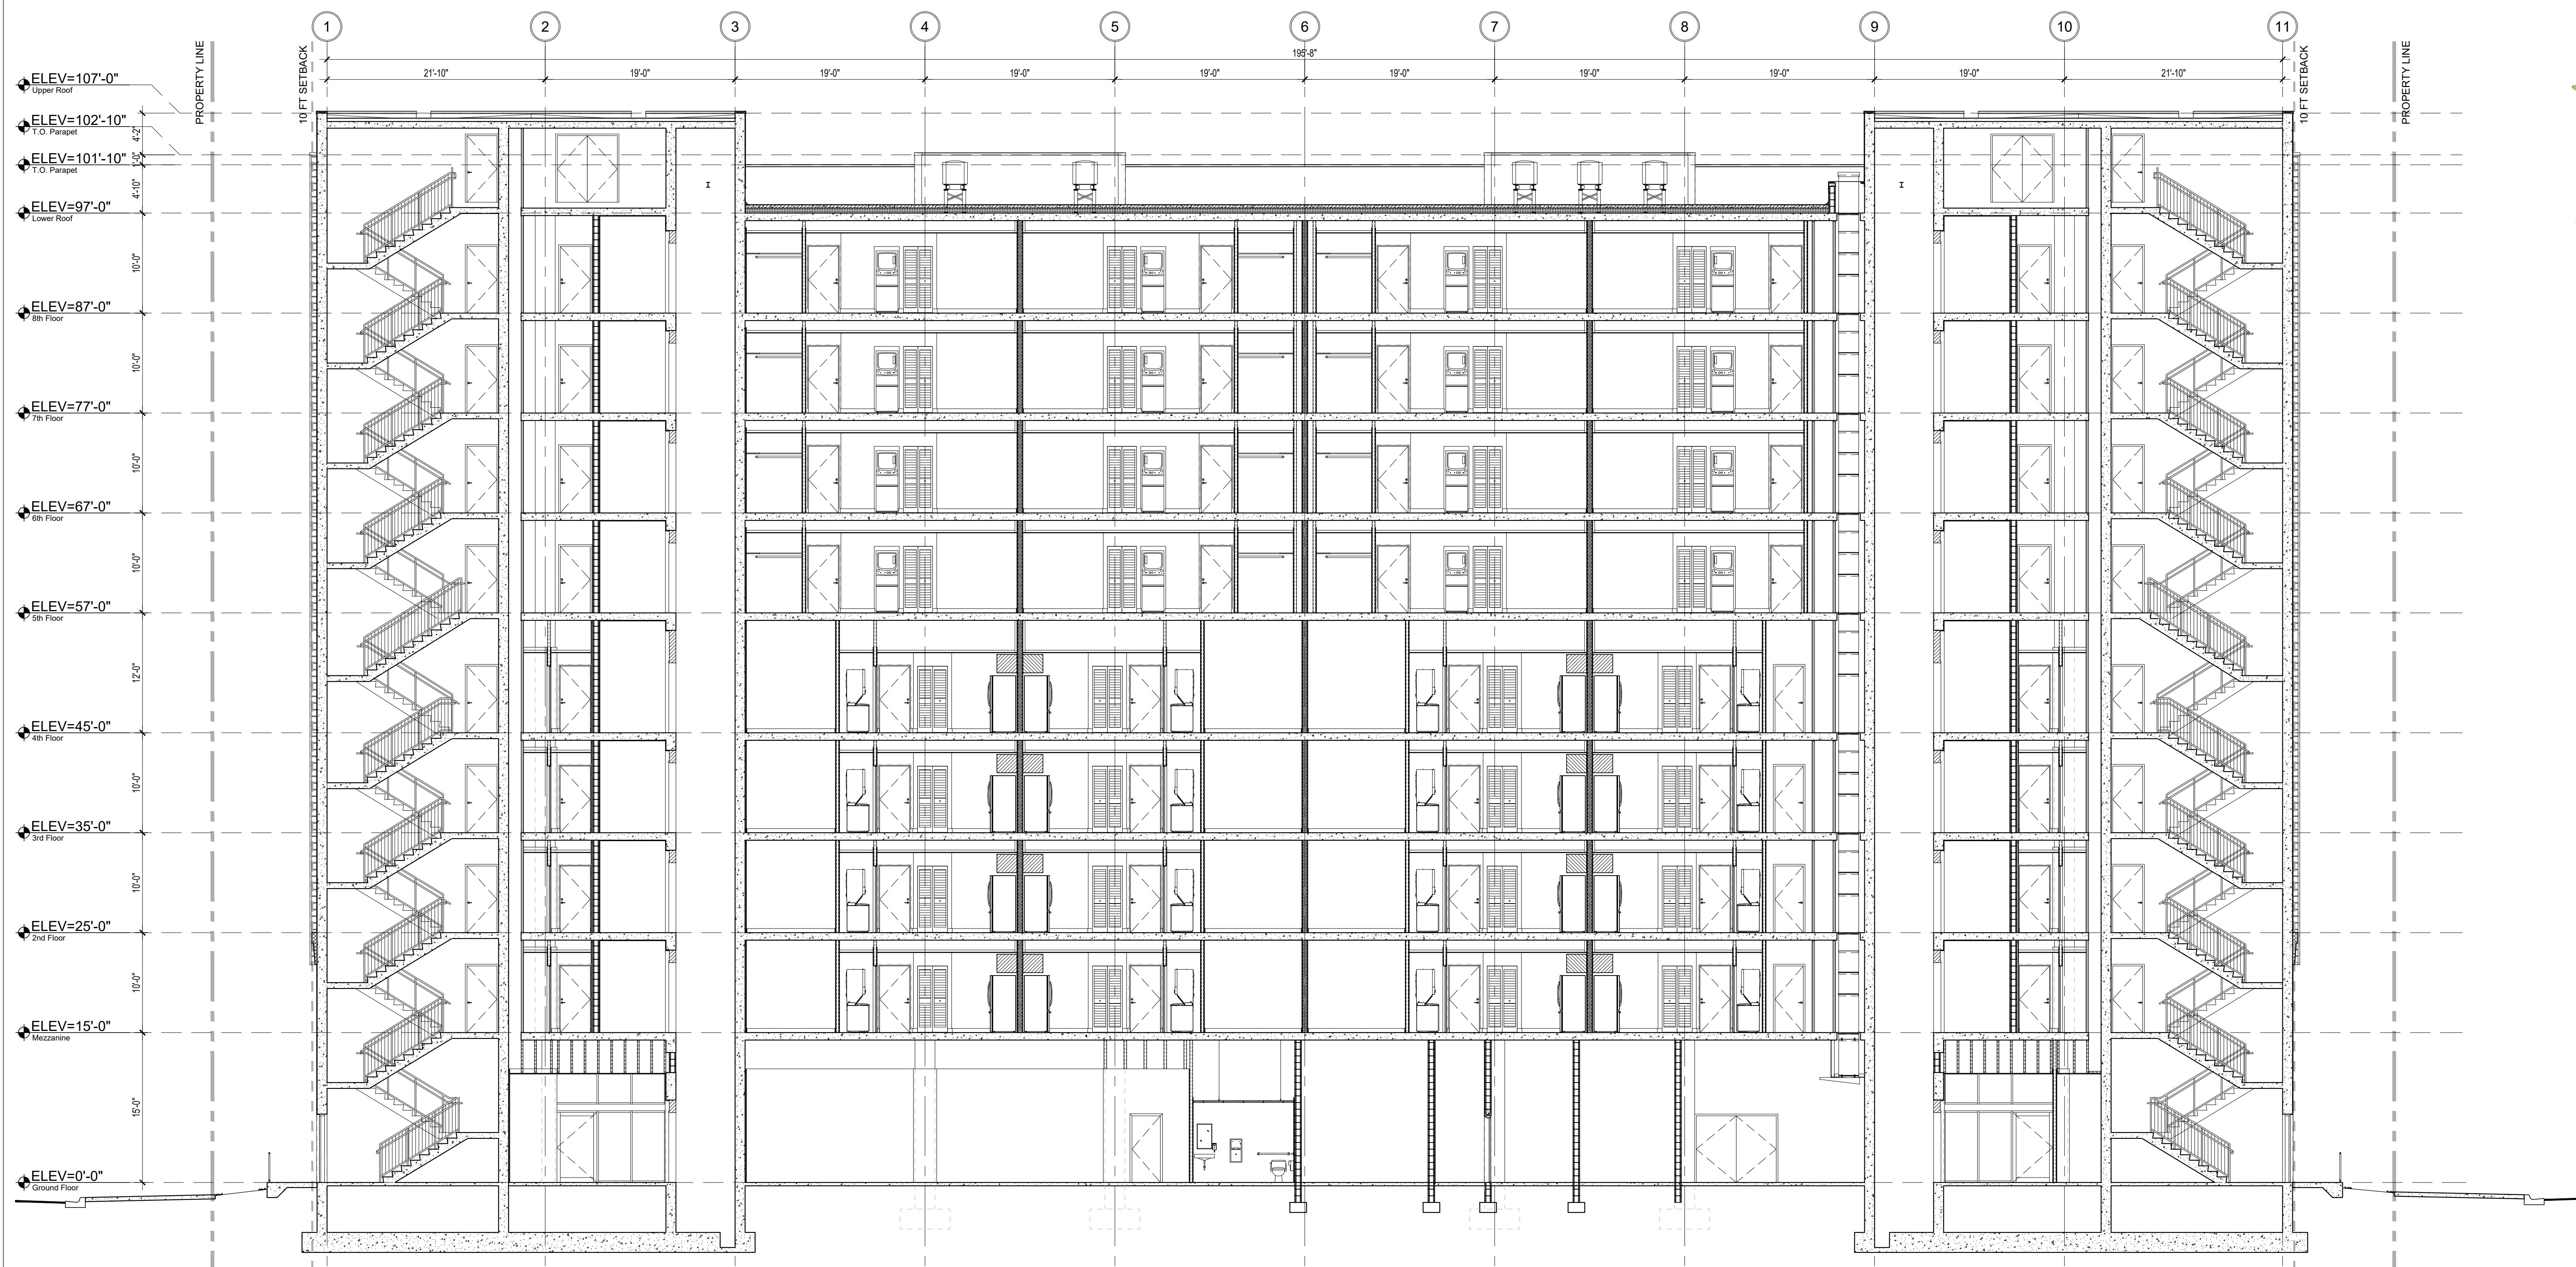 1 2 3 4 5 6 7 8 9 10 11
195'-8"
21'-10" 19'-0" 19'-0" 19'-0" 19'-0" 19'-0" 19'-0" 19'-0" 19'-0" 21'-10"
PROPERTY LINE
10 FT SETBACK
10 FT SETBACK
PROPERTY LINE
ELEV=107'-0"
Upper Roof
4'-2"
ELEV=102'-10"
T.O. Parapet
1'-0"
ELEV=101'-10"
T.O. Parapet
4'-10"
ELEV=97'-0"
Lower Roof
10'-0"
ELEV=87'-0"
8th Floor
10'-0"
ELEV=77'-0"
7th Floor
10'-0"
ELEV=67'-0"
6th Floor
10'-0"
ELEV=57'-0"
5th Floor
12'-0"
ELEV=45'-0"
4th Floor
10'-0"
ELEV=35'-0"
3rd Floor
10'-0"
ELEV=25'-0"
2nd Floor
10'-0"
ELEV=15'-0"
Mezzanine
15'-0"
ELEV=0'-0"
Ground Floor